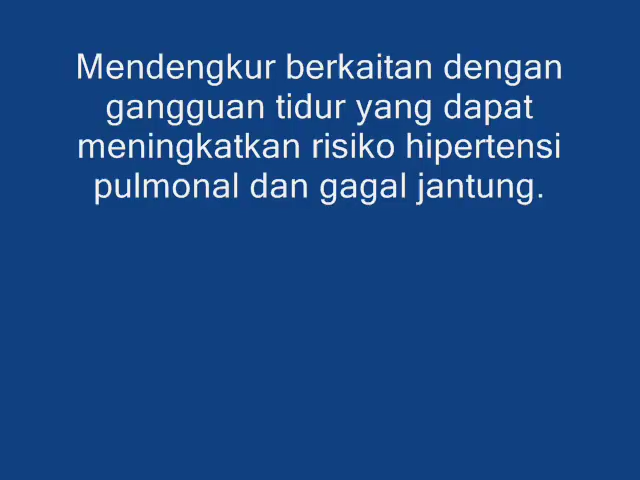 Mendengkur berkaitan dengan
gangguan tidur yang dapat
meningkatkan risiko hipertensi
pulmonal dan gagal jantung.